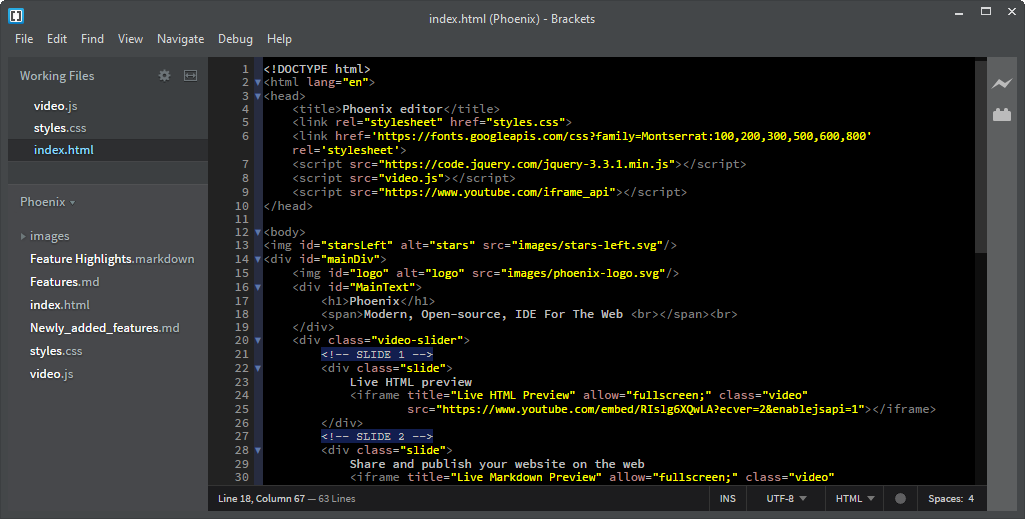 index.html (Phoenix) - Brackets
File Edit Find View Navigate Debug Help
Working Files
video.js
styles.css
index.html
Phoenix
images
Feature Highlights.markdown
Features.md
index.html
Newly_added_features.md
styles.css
video.js
1 <!DOCTYPE html>
2 <html lang="en">
3 <head>
4 <title>Phoenix editor</title>
5 <link rel="stylesheet" href="styles.css">
6 <link href='https://fonts.googleapis.com/css?family=Montserrat:100,200,300,500,600,800'
rel='stylesheet'>
7 <script src="https://code.jquery.com/jquery-3.3.1.min.js"></script>
8 <script src="video.js"></script>
9 <script src="https://www.youtube.com/iframe_api"></script>
10 </head>
11
12 <body>
13 <img id="starsLeft" alt="stars" src="images/stars-left.svg"/>
14 <div id="mainDiv">
15 <img id="logo" alt="logo" src="images/phoenix-logo.svg"/>
16 <div id="MainText">
17 <h1>Phoenix</h1>
18 <span>Modern, Open-source, IDE For The Web <br></span><br>
19 </div>
20 <div class="video-slider">
21 <!-- SLIDE 1 -->
22 <div class="slide">
23 Live HTML preview
24 <iframe title="Live HTML Preview" allow="fullscreen;" class="video"
25 src="https://www.youtube.com/embed/RIslg6XQwLA?ecver=2&enablejsapi=1"></iframe>
26 </div>
27 <!-- SLIDE 2 -->
28 <div class="slide">
29 Share and publish your website on the web
30 <iframe title="Live Markdown Preview" allow="fullscreen;" class="video"
Line 18, Column 67 — 63 Lines
INS
UTF-8
HTML
Spaces: 4